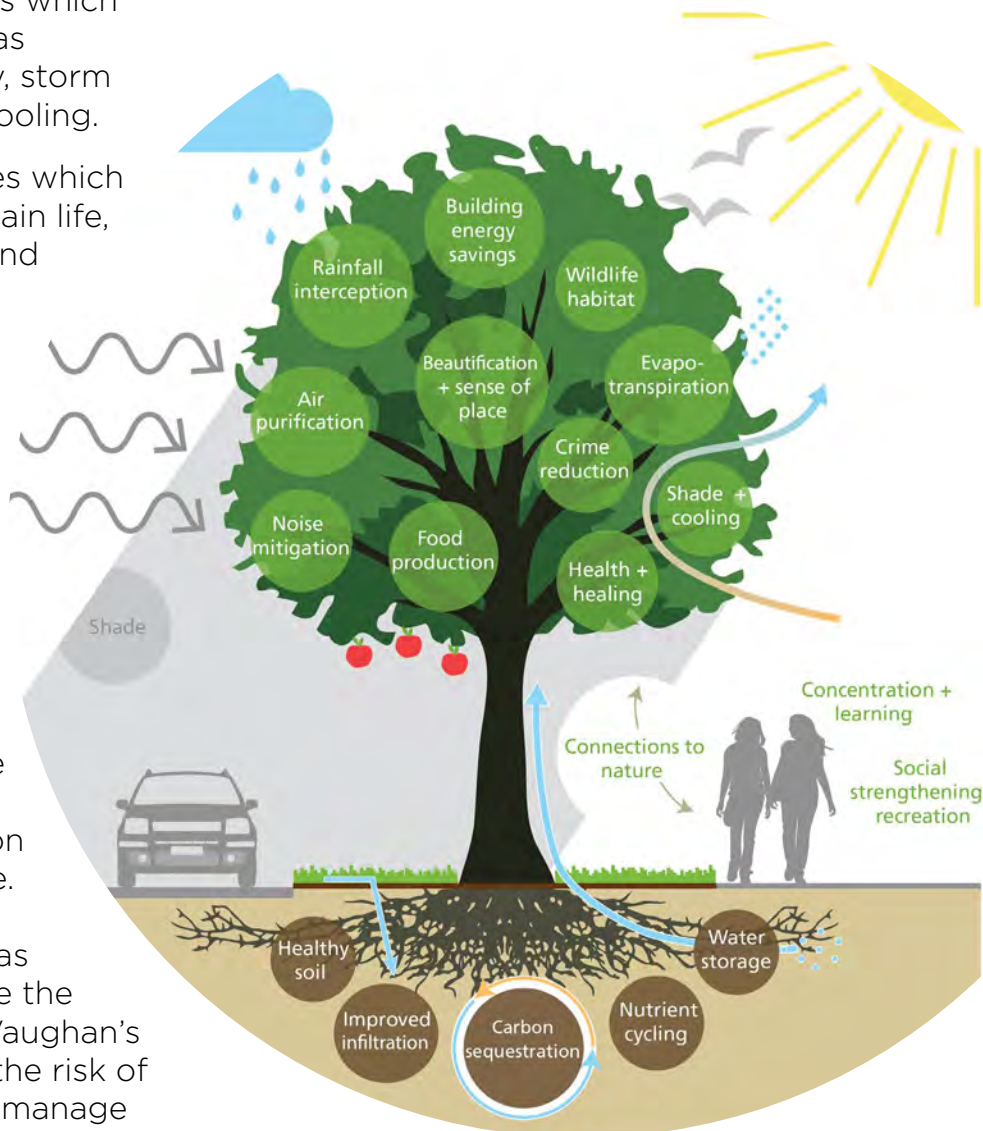 s which
as
, storm
ooling.
es which
ain life,
nd
e
on
e.
as
e the
Vaughan's
the risk of
manage
Building
energy
savings
Rainfall
interception
Wildlife
habitat
Beautification
+ sense of
place
Evapo-
transpiration
Air
purification
Crime
reduction
Shade +
cooling
Noise
mitigation
Food
production
Health +
healing
Shade
Concentration +
learning
Connections to
nature
Social
strengthening
recreation
Healthy
soil
Water
storage
Improved
infiltration
Carbon
sequestration
Nutrient
cycling